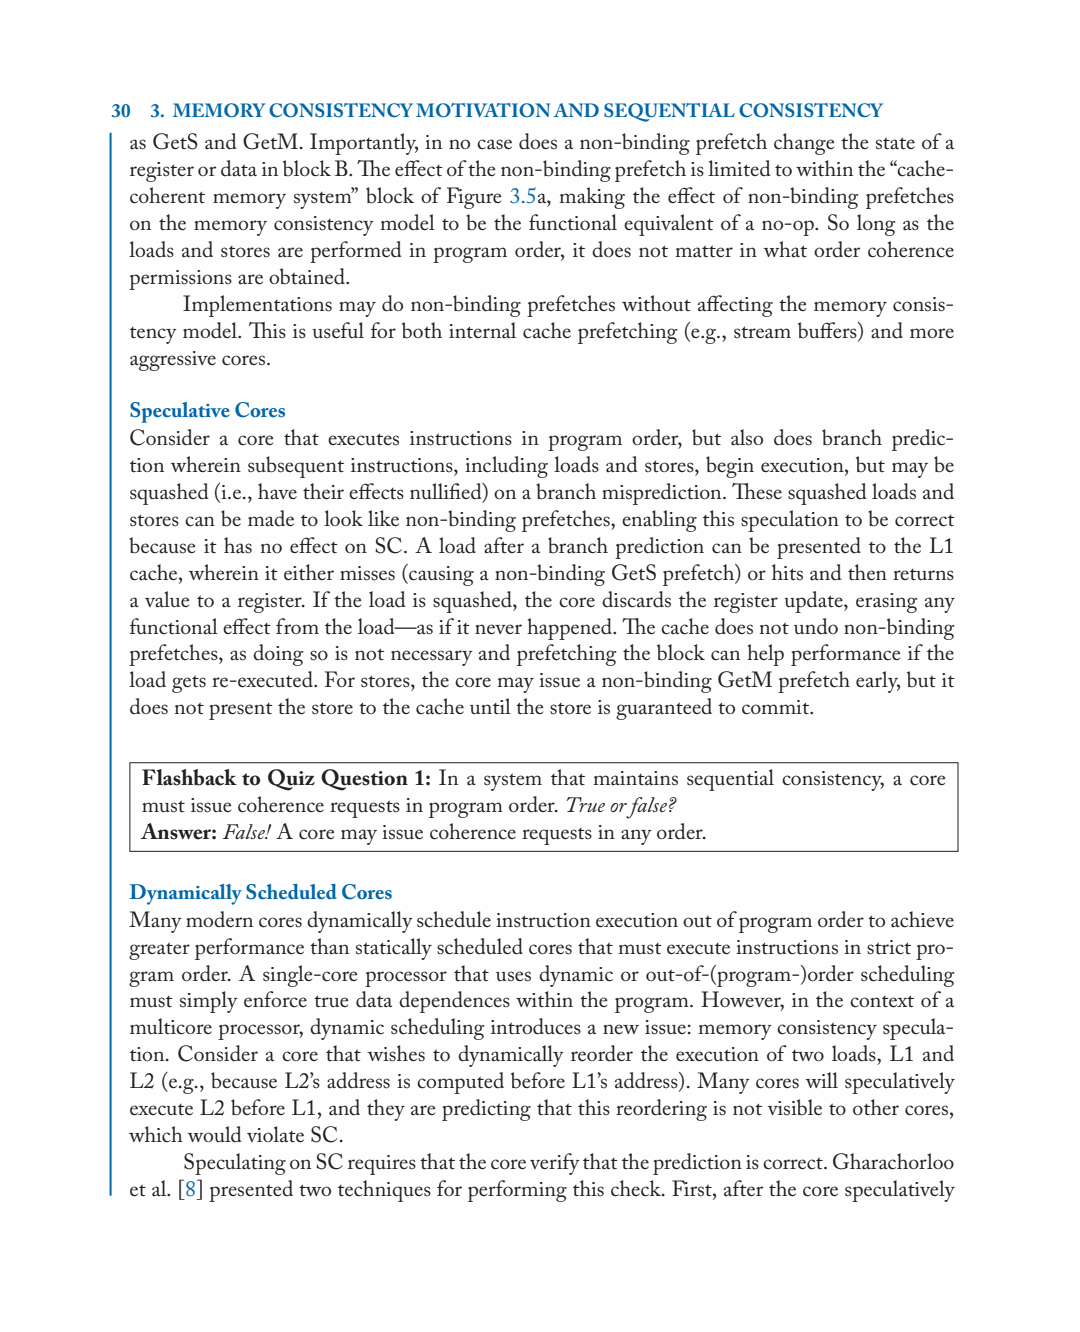 30 3. MEMORY CONSISTENCY MOTIVATION AND SEQUENTIAL CONSISTENCY
as GetS and GetM. Importantly, in no case does a non-binding prefetch change the state of a
register or data in block B. The effect of the non-binding prefetch is limited to within the “cache-
coherent memory system” block of Figure 3.5a, making the effect of non-binding prefetches
on the memory consistency model to be the functional equivalent of a no-op. So long as the
loads and stores are performed in program order, it does not matter in what order coherence
permissions are obtained.
Implementations may do non-binding prefetches without affecting the memory consis-
tency model. This is useful for both internal cache prefetching (e.g., stream buffers) and more
aggressive cores.
Speculative Cores
Consider a core that executes instructions in program order, but also does branch predic-
tion wherein subsequent instructions, including loads and stores, begin execution, but may be
squashed (i.e., have their effects nullified) on a branch misprediction. These squashed loads and
stores can be made to look like non-binding prefetches, enabling this speculation to be correct
because it has no effect on SC. A load after a branch prediction can be presented to the L1
cache, wherein it either misses (causing a non-binding GetS prefetch) or hits and then returns
a value to a register. If the load is squashed, the core discards the register update, erasing any
functional effect from the load—as if it never happened. The cache does not undo non-binding
prefetches, as doing so is not necessary and prefetching the block can help performance if the
load gets re-executed. For stores, the core may issue a non-binding GetM prefetch early, but it
does not present the store to the cache until the store is guaranteed to commit.
Flashback to Quiz Question 1: In a system that maintains sequential consistency, a core
must issue coherence requests in program order. True or false?
Answer: False! A core may issue coherence requests in any order.
Dynamically Scheduled Cores
Many modern cores dynamically schedule instruction execution out of program order to achieve
greater performance than statically scheduled cores that must execute instructions in strict pro-
gram order. A single-core processor that uses dynamic or out-of-(program-)order scheduling
must simply enforce true data dependences within the program. However, in the context of a
multicore processor, dynamic scheduling introduces a new issue: memory consistency specula-
tion. Consider a core that wishes to dynamically reorder the execution of two loads, L1 and
L2 (e.g., because L2’s address is computed before L1’s address). Many cores will speculatively
execute L2 before L1, and they are predicting that this reordering is not visible to other cores,
which would violate SC.
Speculating on SC requires that the core verify that the prediction is correct. Gharachorloo
et al. [8] presented two techniques for performing this check. First, after the core speculatively